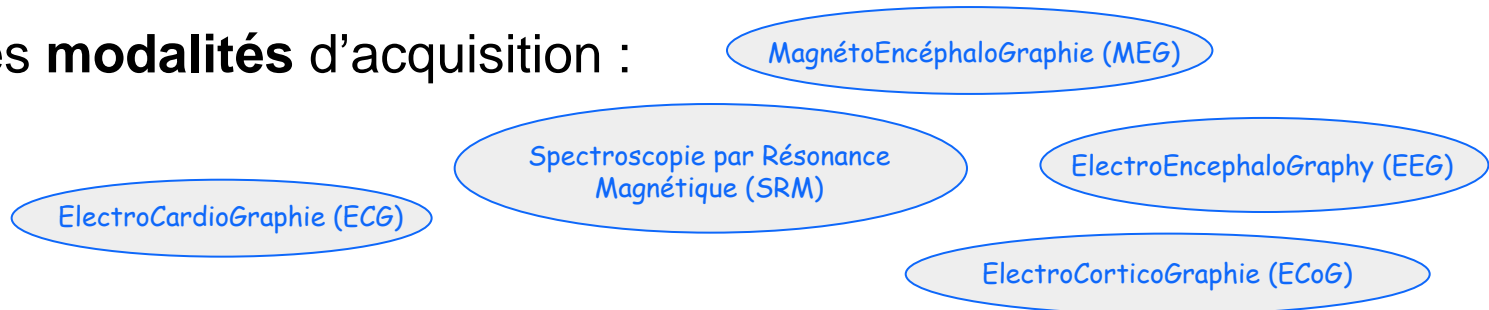 es modalités d'acquisition :
MagnétoEncéphaloGraphie (MEG)
Spectroscopie par Résonance
Magnétique (SRM)
ElectroEncephaloGraphy (EEG)
ElectroCardioGraphie (ECG)
ElectroCorticoGraphie (ECoG)